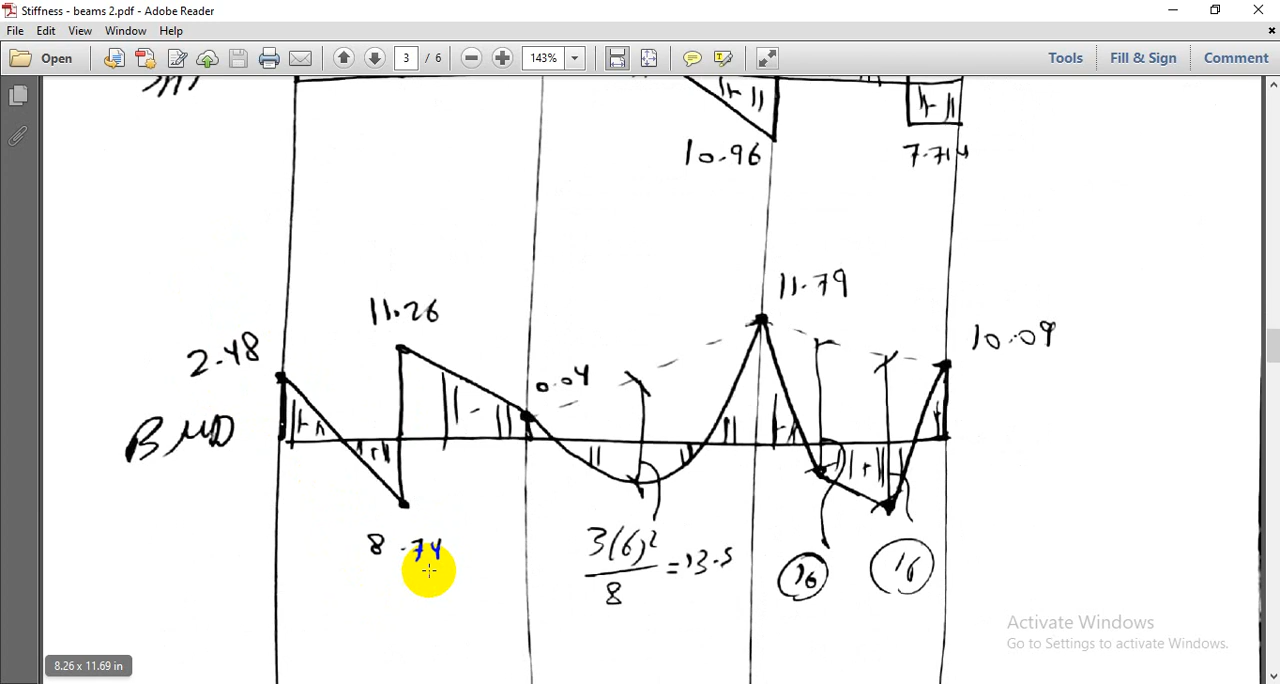 Stiffness - beams 2.pdf - Adobe Reader
File Edit View Window Help
Open 3 / 6 143% Tools Fill & Sign Comment
10.96
7.714
11.79
11.26
10.09
2.48
0.04
BMD
8.74
3(6)²
= 13.5
8
16
16
Activate Windows
Go to Settings to activate Windows.
8.26 x 11.69 in